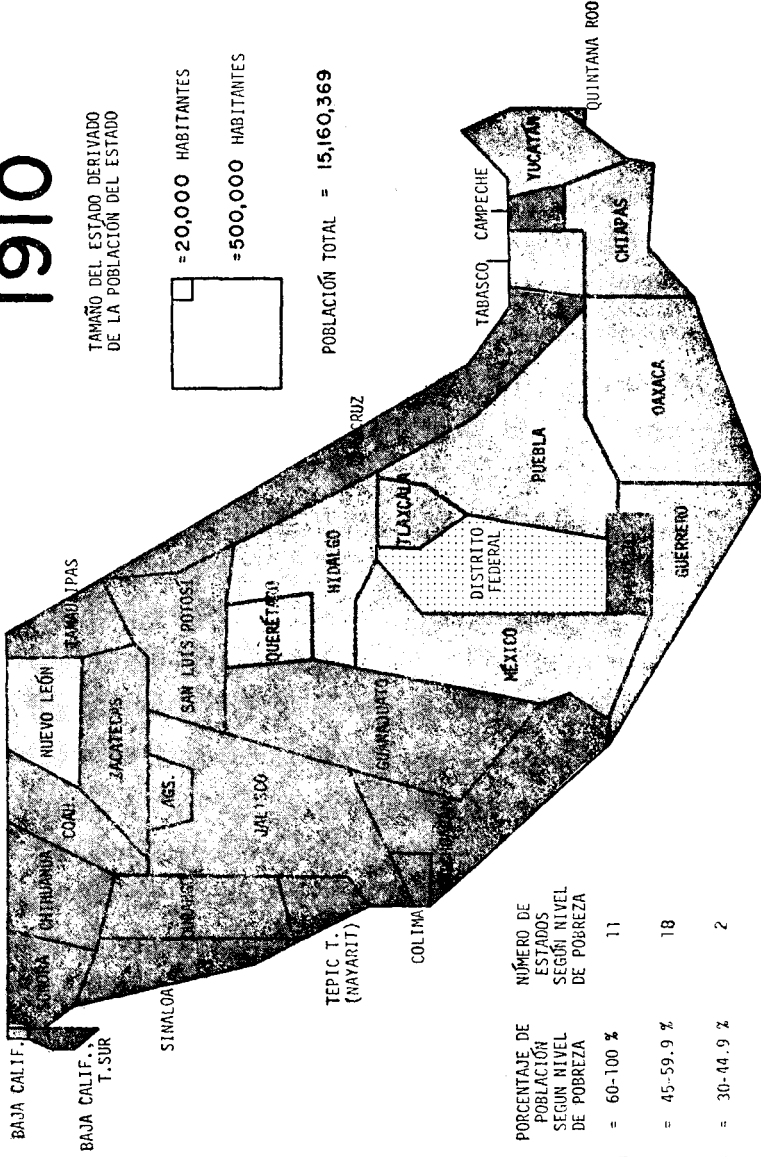 1910
TAMAÑO DEL ESTADO DERIVADO
DE LA POBLACIÓN DEL ESTADO
=20,000 HABITANTES
=500,000 HABITANTES
POBLACIÓN TOTAL = 15,160,369
BAJA CALIF.
BAJA CALIF.,
T.SUR
SONORA
CHIHUAHUA
COAH.
NUEVO LEÓN
TAMAULIPAS
SINALOA
DURANGO
ZACATECAS
SAN LUIS POTOSÍ
TEPIC T.
(NAYARIT)
AGS.
JALISCO
COLIMA
GUANAJUATO
QUERÉTARO
HIDALGO
MÉXICO
DISTRITO
FEDERAL
TLAXCALA
PUEBLA
GUERRERO
OAXACA
TABASCO
CAMPECHE
CHIAPAS
YUCATÁN
QUINTANA ROO
PORCENTAJE DE
POBLACIÓN
SEGUN NIVEL
DE POBREZA
NÚMERO DE
ESTADOS
SEGÚN NIVEL
DE POBREZA
= 60-100 % 11
= 45-59.9 % 18
= 30-44.9 % 2